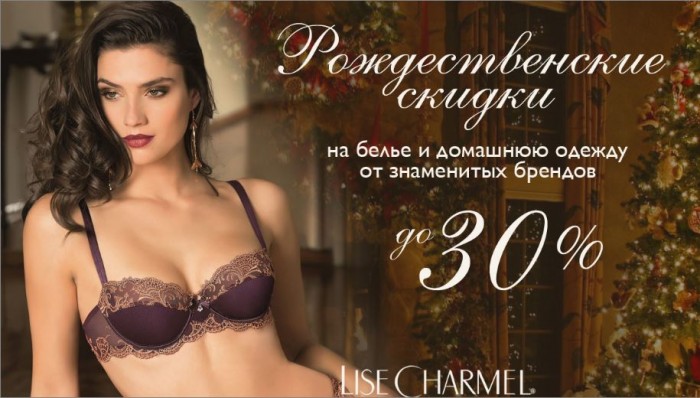 Рождественские
скидки
на белье и домашнюю одежду
от знаменитых брендов
до 30%
LISE CHARMEL